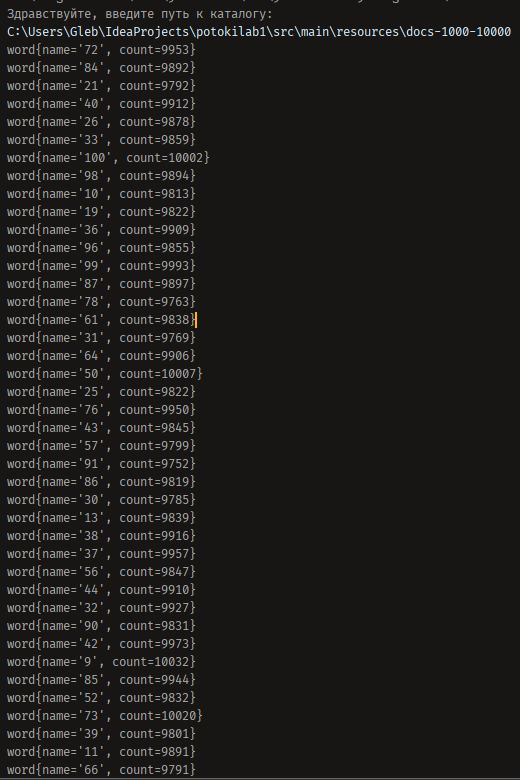 Здравствуйте, введите путь к каталогу:
C:\Users\Gleb\IdeaProjects\potokilab1\src\main\resources\docs-1000-10000
word{name='72', count=9953}
word{name='84', count=9892}
word{name='21', count=9792}
word{name='40', count=9912}
word{name='26', count=9878}
word{name='33', count=9859}
word{name='100', count=10002}
word{name='98', count=9894}
word{name='10', count=9813}
word{name='19', count=9822}
word{name='36', count=9909}
word{name='96', count=9855}
word{name='99', count=9993}
word{name='87', count=9897}
word{name='78', count=9763}
word{name='61', count=9838}
word{name='31', count=9769}
word{name='64', count=9906}
word{name='50', count=10007}
word{name='25', count=9822}
word{name='76', count=9950}
word{name='43', count=9845}
word{name='57', count=9799}
word{name='91', count=9752}
word{name='86', count=9819}
word{name='30', count=9785}
word{name='13', count=9839}
word{name='38', count=9916}
word{name='37', count=9957}
word{name='56', count=9847}
word{name='44', count=9910}
word{name='32', count=9927}
word{name='90', count=9831}
word{name='42', count=9973}
word{name='9', count=10032}
word{name='85', count=9944}
word{name='52', count=9832}
word{name='73', count=10020}
word{name='39', count=9801}
word{name='11', count=9891}
word{name='66', count=9791}